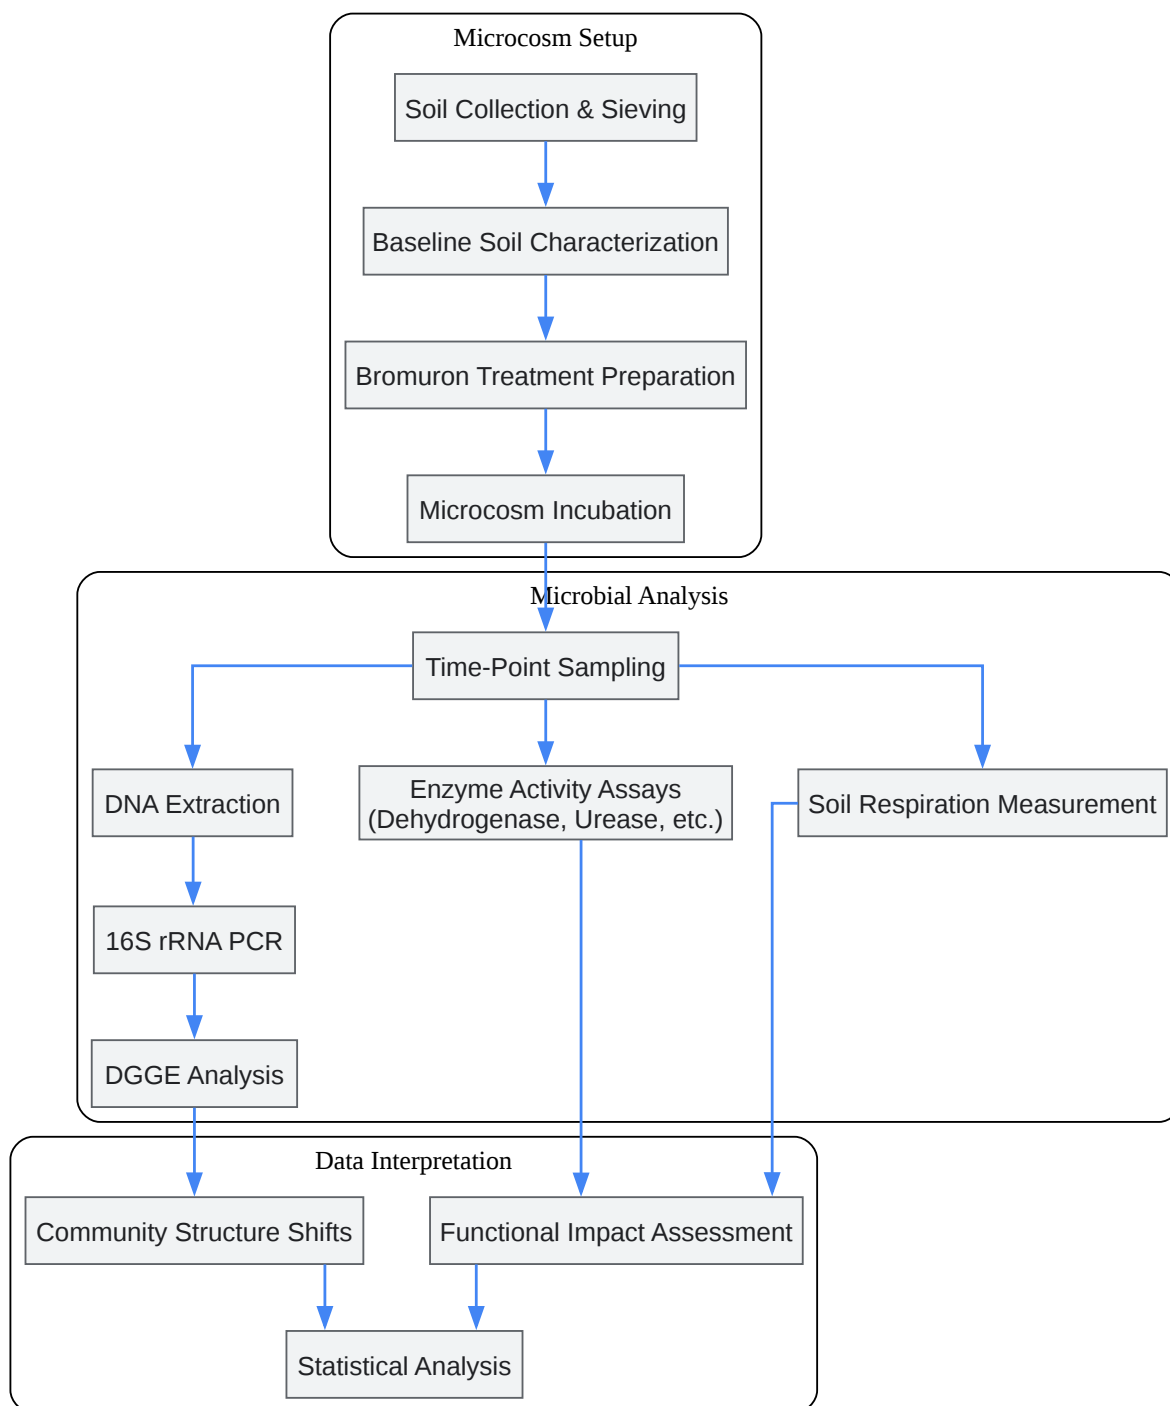 Microcosm Setup
Soil Collection & Sieving
Baseline Soil Characterization
Bromuron Treatment Preparation
Microcosm Incubation
Microbial Analysis
Time-Point Sampling
DNA Extraction
Enzyme Activity Assays
(Dehydrogenase, Urease, etc.)
Soil Respiration Measurement
16S rRNA PCR
DGGE Analysis
Data Interpretation
Community Structure Shifts
Functional Impact Assessment
Statistical Analysis